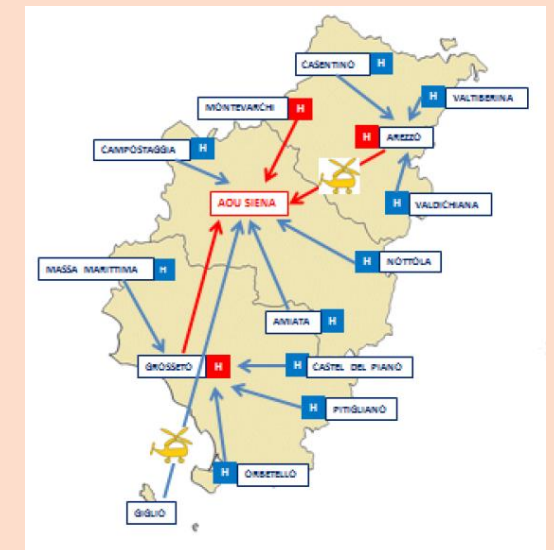 CASENTINO H
H VALTIBERINA
MONTEVARCHI H
H AREZZO
CAMPOSTAGGIA H
AOU SIENA
H VALDICHIANA
H NOTTOLA
MASSA MARITTIMA H
AMIATA H
GROSSETO H
H CASTEL DEL PIANO
H PITIGLIANO
H ORBETELLO
GIGLIO